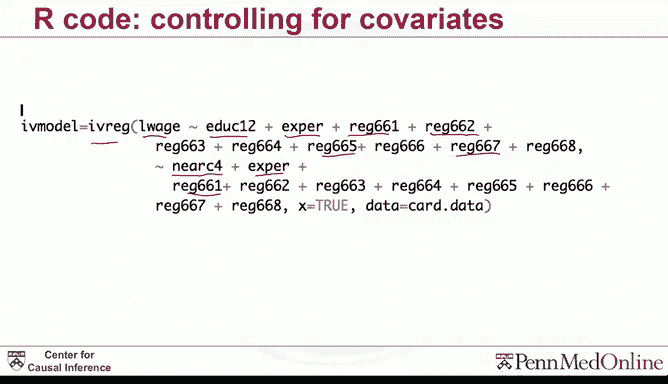 R code: controlling for covariates
ivmodel=ivreg(lwage ~ educ12 + exper + reg661 + reg662 +
reg663 + reg664 + reg665+ reg666 + reg667 + reg668,
~ nearc4 + exper +
reg661+ reg662 + reg663 + reg664 + reg665 + reg666 +
reg667 + reg668, x=TRUE, data=card.data)
Center for
Causal Inference
PennMedOnline